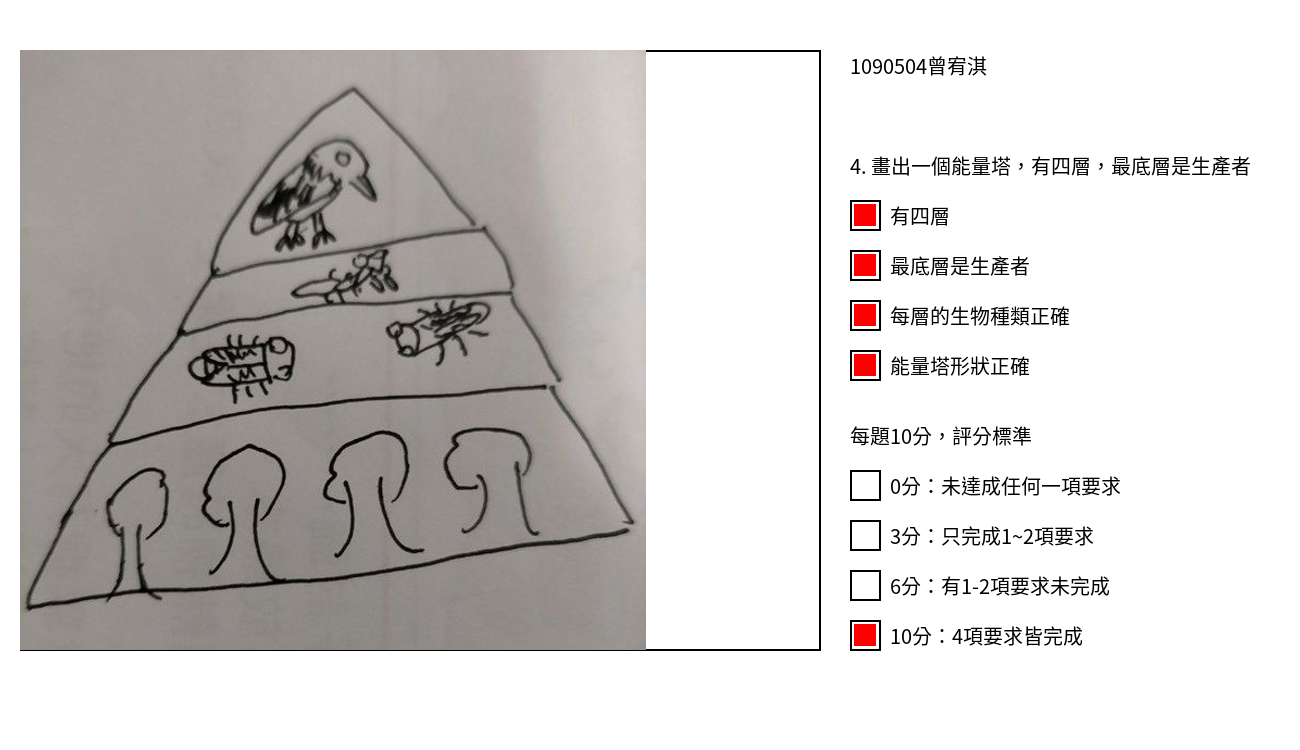 1090504曾宥淇
4. 畫出一個能量塔，有四層，最底層是生產者
有四層
最底層是生產者
每層的生物種類正確
能量塔形狀正確
每題10分，評分標準
0分：未達成任何一項要求
3分：只完成1~2項要求
6分：有1-2項要求未完成
10分：4項要求皆完成